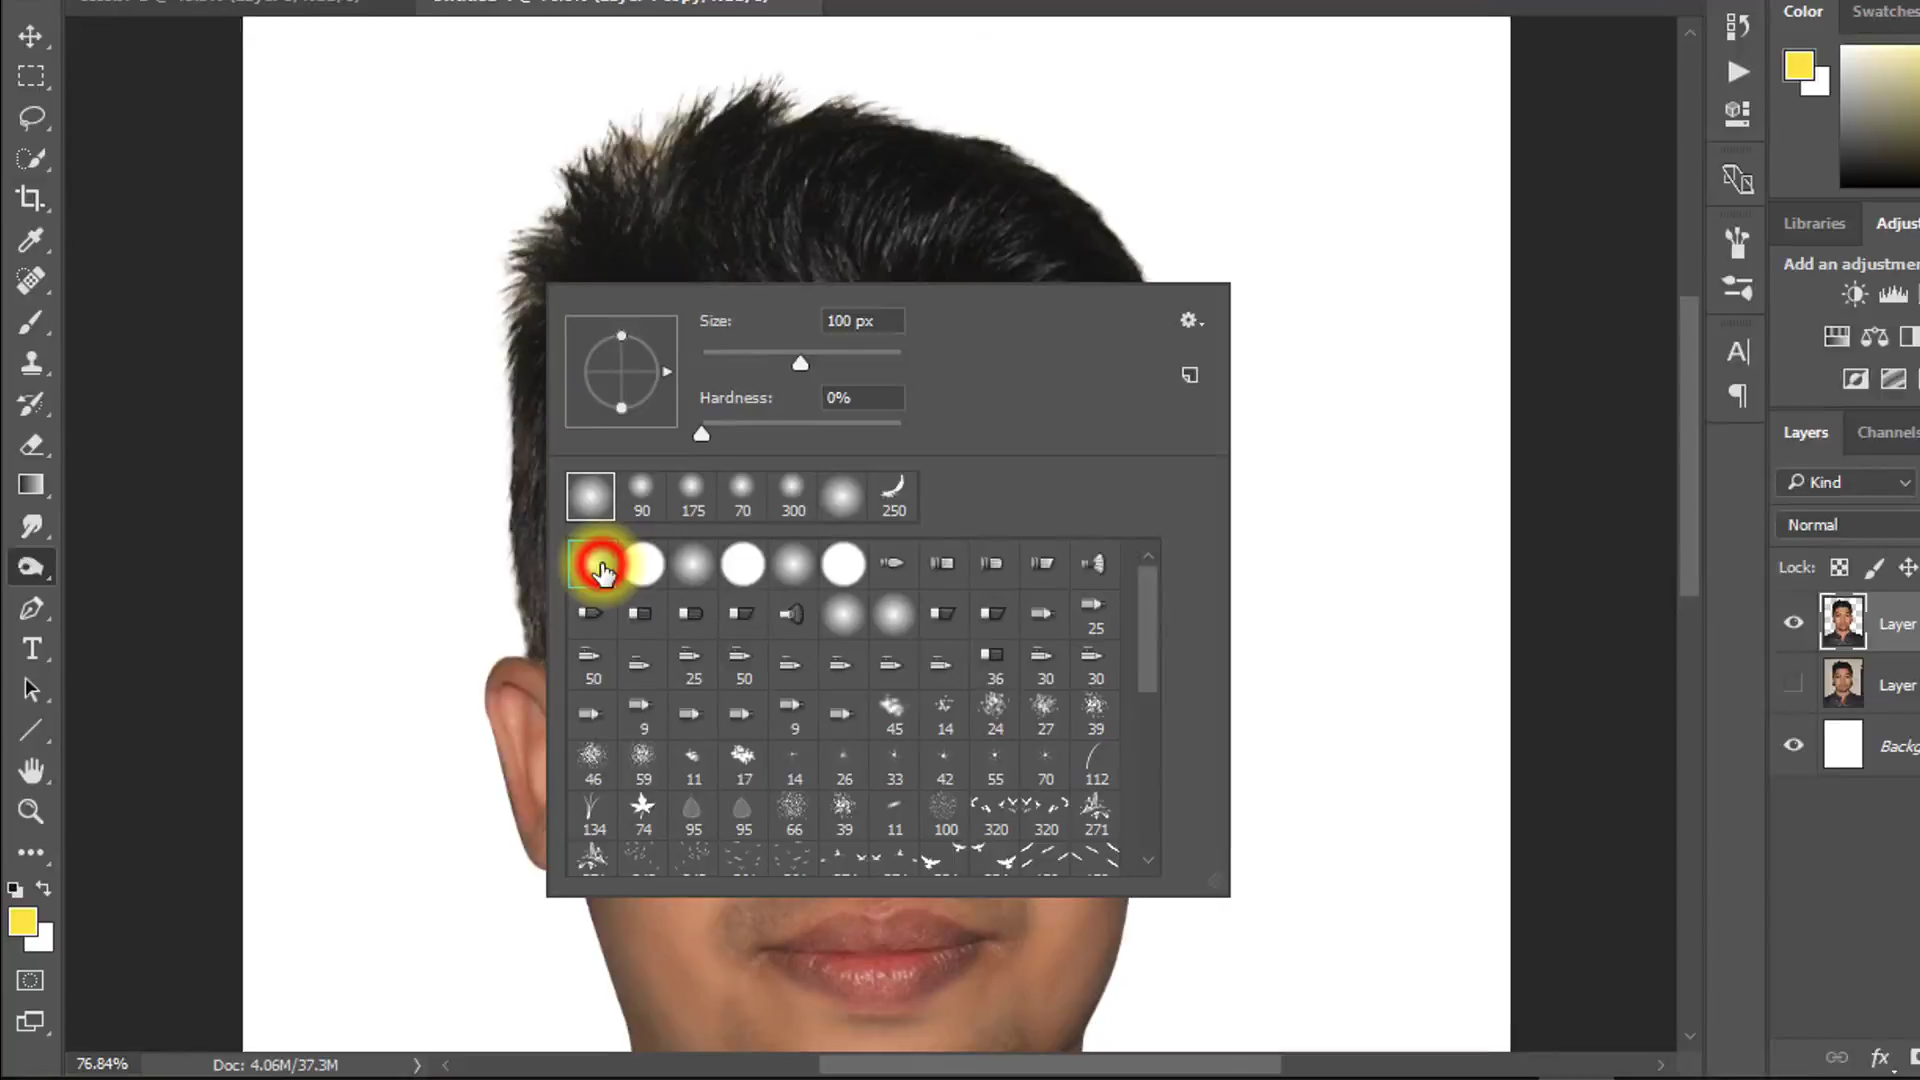 Color Swatches
Libraries Adjus
Add an adjustmer
Size: 100 px
Hardness: 0%
90 175 70 300 250
25
50 25 50 36 30 30
9 9 45 14 24 27 39
46 59 11 17 14 26 33 42 55 70 112
134 74 95 95 66 39 11 100 320 320 271
Layers Channels
Kind
Normal
Lock:
Layer
Layer
Backg
fx
76.84% Doc: 4.06M/37.3M